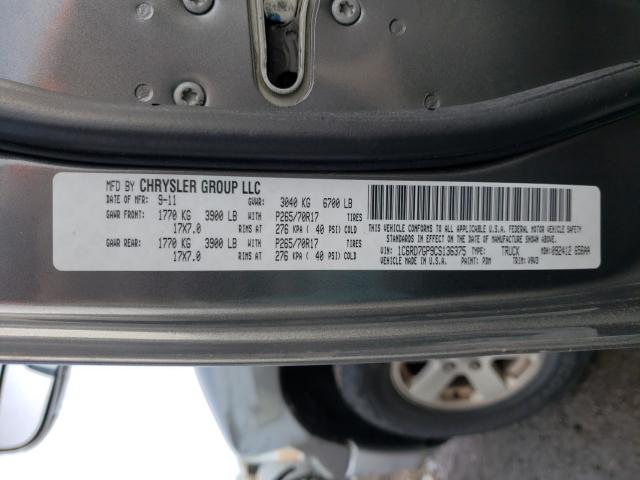 MFD BY CHRYSLER GROUP LLC
DATE OF MFR: 9-11 GVWR: 3040 KG 6700 LB
GAWR FRONT: 1770 KG 3900 LB WITH P265/70R17 TIRES
17X7.0 RIMS AT 276 KPA ( 40 PSI) COLD
GAWR REAR: 1770 KG 3900 LB WITH P265/70R17 TIRES
17X7.0 RIMS AT 276 KPA ( 40 PSI) COLD
THIS VEHICLE CONFORMS TO ALL APPLICABLE U.S.A. FEDERAL MOTOR VEHICLE SAFETY
STANDARDS IN EFFECT ON THE DATE OF MANUFACTURE SHOWN ABOVE.
VIN: 1C6RD7GP9CS136375 TYPE: TRUCK MDH: 092412 656AA
VEHICLE MADE IN U.S.A. PAINT: PDM TRIM: V9V3